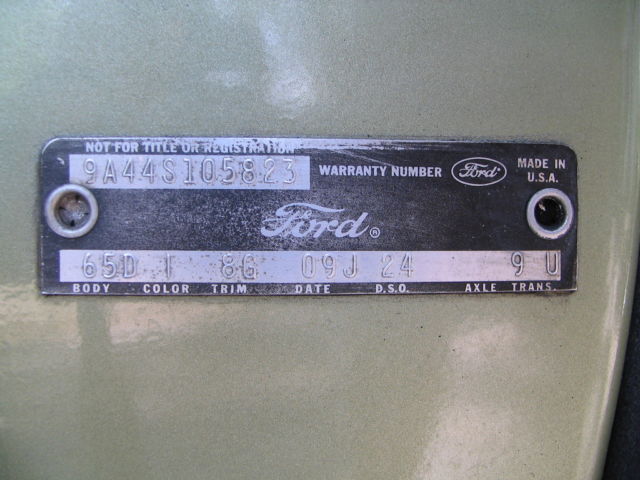 NOT FOR TITLE OR REGISTRATION
9A44S105823 WARRANTY NUMBER Ford MADE IN U.S.A.
Ford ®
65D I 8G 09J 24 9 U
BODY COLOR TRIM DATE D.S.O. AXLE TRANS.